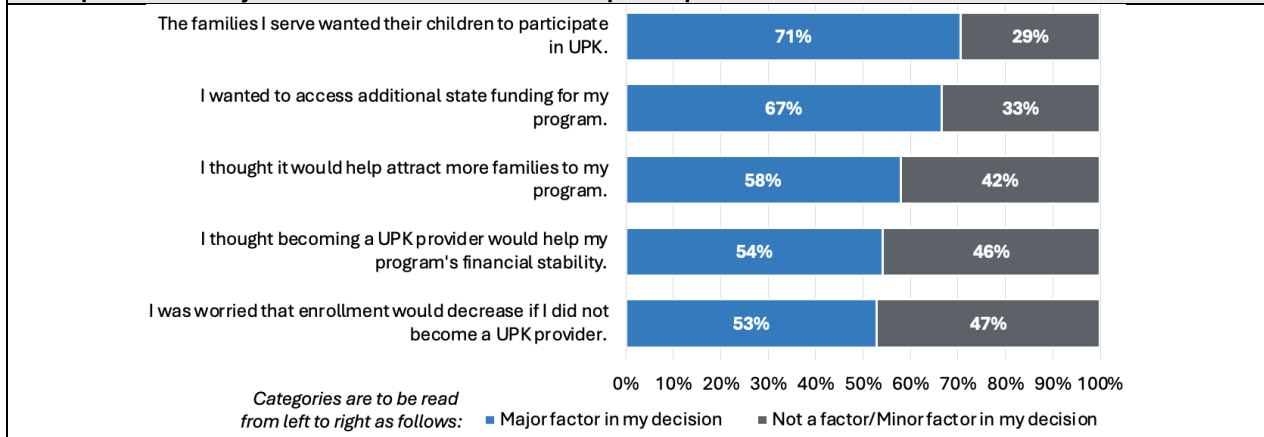 The families I serve wanted their children to participate
in UPK.
71%
29%
I wanted to access additional state funding for my
program.
67%
33%
I thought it would help attract more families to my
program.
58%
42%
I thought becoming a UPK provider would help my
program's financial stability.
54%
46%
I was worried that enrollment would decrease if I did not
become a UPK provider.
53%
47%
0% 10% 20% 30% 40% 50% 60% 70% 80% 90% 100%
Categories are to be read
from left to right as follows:
Major factor in my decision
Not a factor/Minor factor in my decision